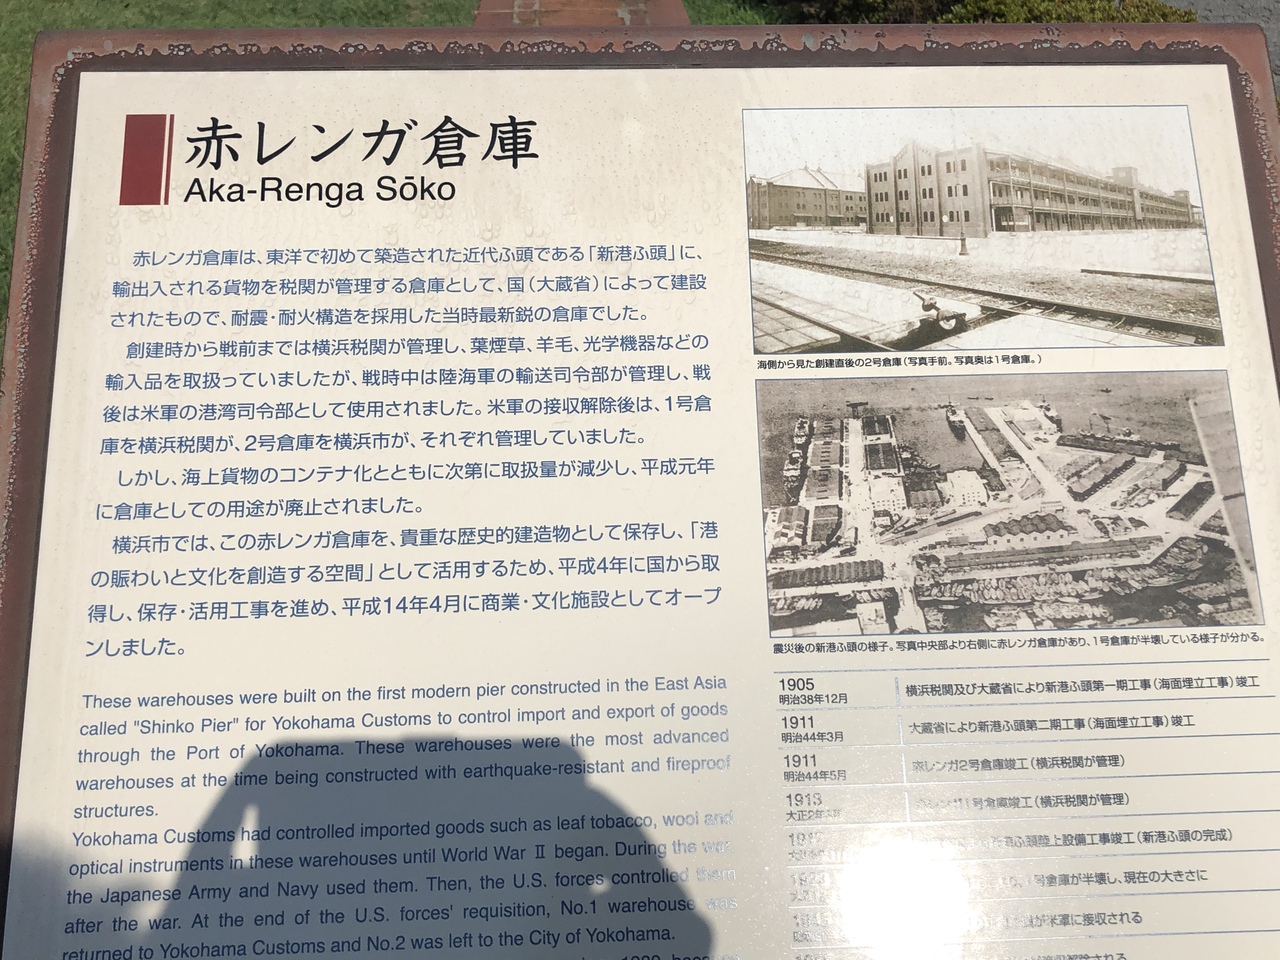 赤レンガ倉庫
Aka-Renga Sōko
赤レンガ倉庫は、東洋で初めて築造された近代ふ頭である「新港ふ頭」に、
輸出入される貨物を税関が管理する倉庫として、国（大蔵省）によって建設
されたもので、耐震・耐火構造を採用した当時最新鋭の倉庫でした。
創建時から戦前までは横浜税関が管理し、葉煙草、羊毛、光学機器などの
輸入品を取扱っていましたが、戦時中は陸海軍の輸送司令部が管理し、戦
後は米軍の港湾司令部として使用されました。米軍の接収解除後は、1号倉
庫を横浜税関が、2号倉庫を横浜市が、それぞれ管理していました。
しかし、海上貨物のコンテナ化とともに次第に取扱量が減少し、平成元年
に倉庫としての用途が廃止されました。
横浜市では、この赤レンガ倉庫を、貴重な歴史的建造物として保存し、「港
の賑わいと文化を創造する空間」として活用するため、平成4年に国から取
得し、保存・活用工事を進め、平成14年4月に商業・文化施設としてオープ
ンしました。
These warehouses were built on the first modern pier constructed in the East Asia
called "Shinko Pier" for Yokohama Customs to control import and export of goods
through the Port of Yokohama. These warehouses were the most advanced
warehouses at the time being constructed with earthquake-resistant and fireproof
structures.
Yokohama Customs had controlled imported goods such as leaf tobacco, wool and
optical instruments in these warehouses until World War Ⅱ began. During the war,
the Japanese Army and Navy used them. Then, the U.S. forces controlled them
after the war. At the end of the U.S. forces' requisition, No.1 warehouse was
returned to Yokohama Customs and No.2 was left to the City of Yokohama.
海側から見た創建直後の2号倉庫（写真手前。写真奥は1号倉庫。）
震災後の新港ふ頭の様子。写真中央部より右側に赤レンガ倉庫があり、1号倉庫が半壊している様子が分かる。
1905
明治38年12月
横浜税関及び大蔵省により新港ふ頭第一期工事（海面埋立工事）竣工
1911
明治44年3月
大蔵省により新港ふ頭第二期工事（海面埋立工事）竣工
1911
明治44年5月
赤レンガ2号倉庫竣工（横浜税関が管理）
1913
大正2年
レンガ1号倉庫竣工（横浜税関が管理）
ふ頭陸上設備工事竣工（新港ふ頭の完成）
号倉庫が半壊し、現在の大きさに
が米軍に接収される